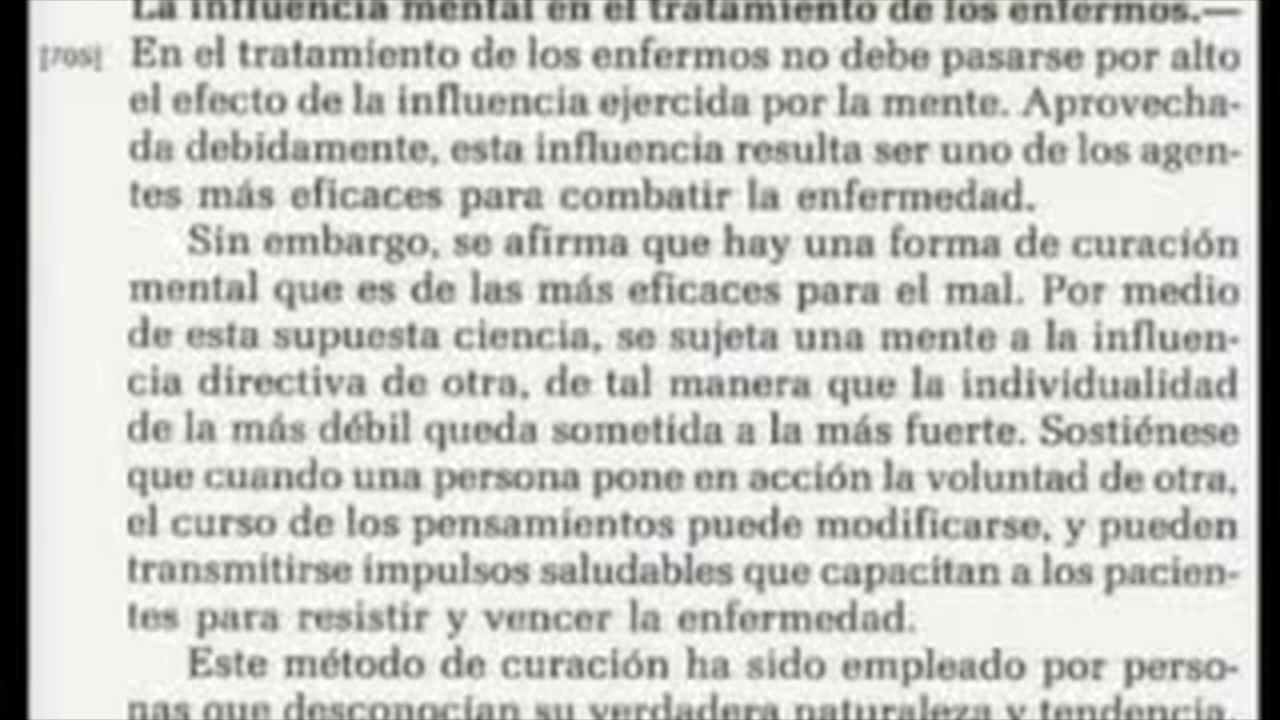 La influencia mental en el tratamiento de los enfermos.—
[705] En el tratamiento de los enfermos no debe pasarse por alto
el efecto de la influencia ejercida por la mente. Aprovecha-
da debidamente, esta influencia resulta ser uno de los agen-
tes más eficaces para combatir la enfermedad.
Sin embargo, se afirma que hay una forma de curación
mental que es de las más eficaces para el mal. Por medio
de esta supuesta ciencia, se sujeta una mente a la influen-
cia directiva de otra, de tal manera que la individualidad
de la más débil queda sometida a la más fuerte. Sostiénese
que cuando una persona pone en acción la voluntad de otra,
el curso de los pensamientos puede modificarse, y pueden
transmitirse impulsos saludables que capacitan a los pacien-
tes para resistir y vencer la enfermedad.
Este método de curación ha sido empleado por perso-
nas que desconocían su verdadera naturaleza y tendencia,